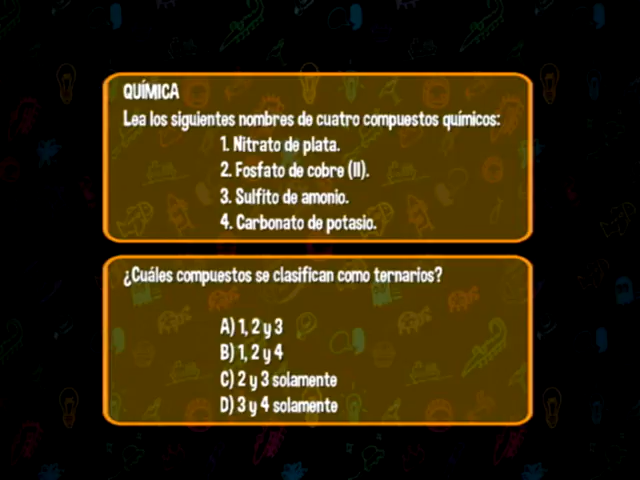 QUÍMICA
Lea los siguientes nombres de cuatro compuestos químicos:
1. Nitrato de plata.
2. Fosfato de cobre (II).
3. Sulfito de amonio.
4. Carbonato de potasio.
¿Cuáles compuestos se clasifican como ternarios?
A) 1, 2 y 3
B) 1, 2 y 4
C) 2 y 3 solamente
D) 3 y 4 solamente